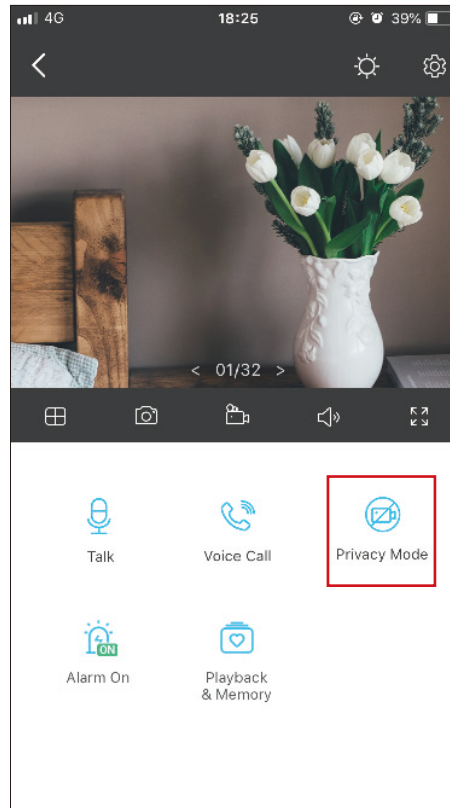 4G 18:25 39%
< 01/32 >
Talk Voice Call Privacy Mode
ON
Alarm On Playback
& Memory